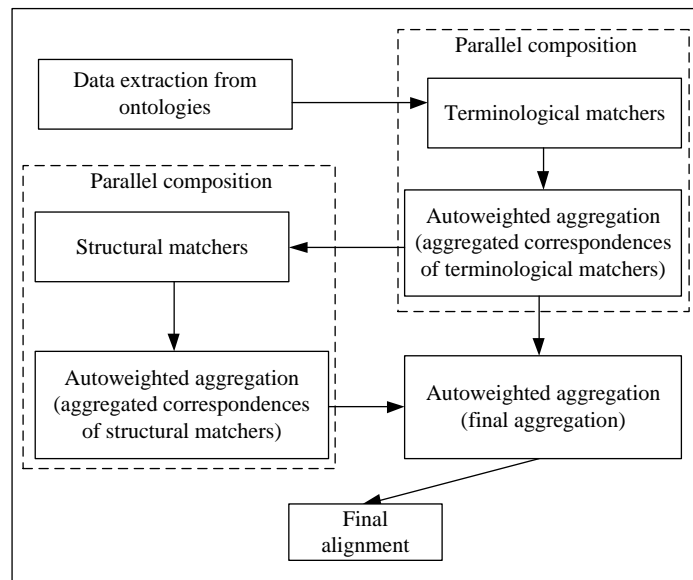 Parallel composition
Data extraction from
ontologies
Terminological matchers
Parallel composition
Autoweighted aggregation
(aggregated correspondences
of terminological matchers)
Structural matchers
Autoweighted aggregation
(aggregated correspondences
of structural matchers)
Autoweighted aggregation
(final aggregation)
Final
alignment